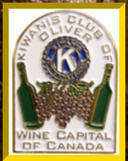 KIWANIS CLUB OF
OLIVER
K
WINE CAPITAL
OF CANADA